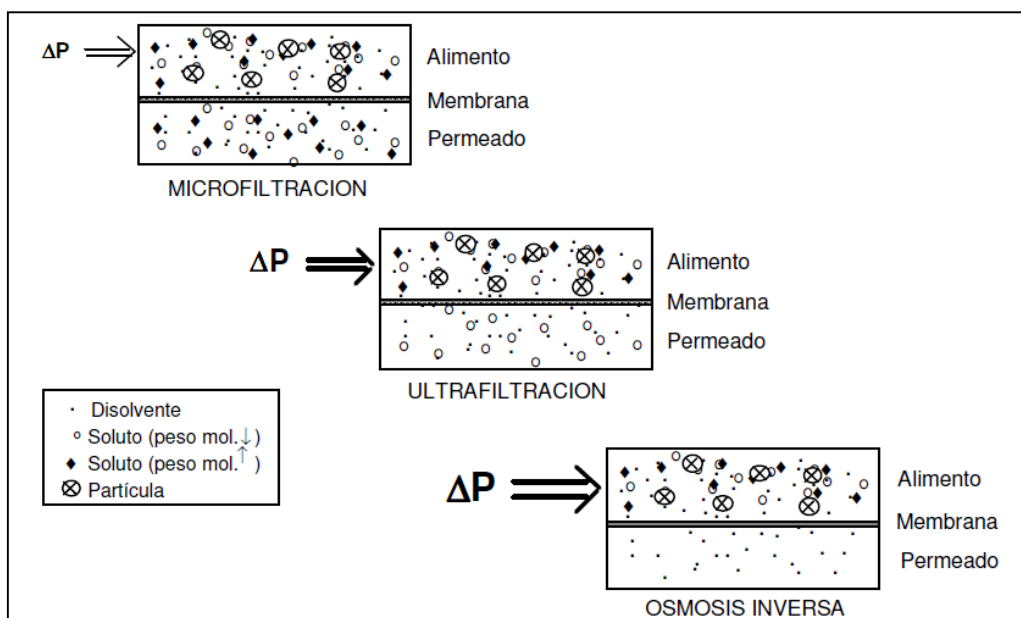 ΔP
Alimento
Membrana
Permeado
MICROFILTRACION
ΔP
Alimento
Membrana
Permeado
ULTRAFILTRACION
· Disolvente
o Soluto (peso mol.↓)
♦ Soluto (peso mol.↑)
⊗ Partícula
ΔP
Alimento
Membrana
Permeado
OSMOSIS INVERSA